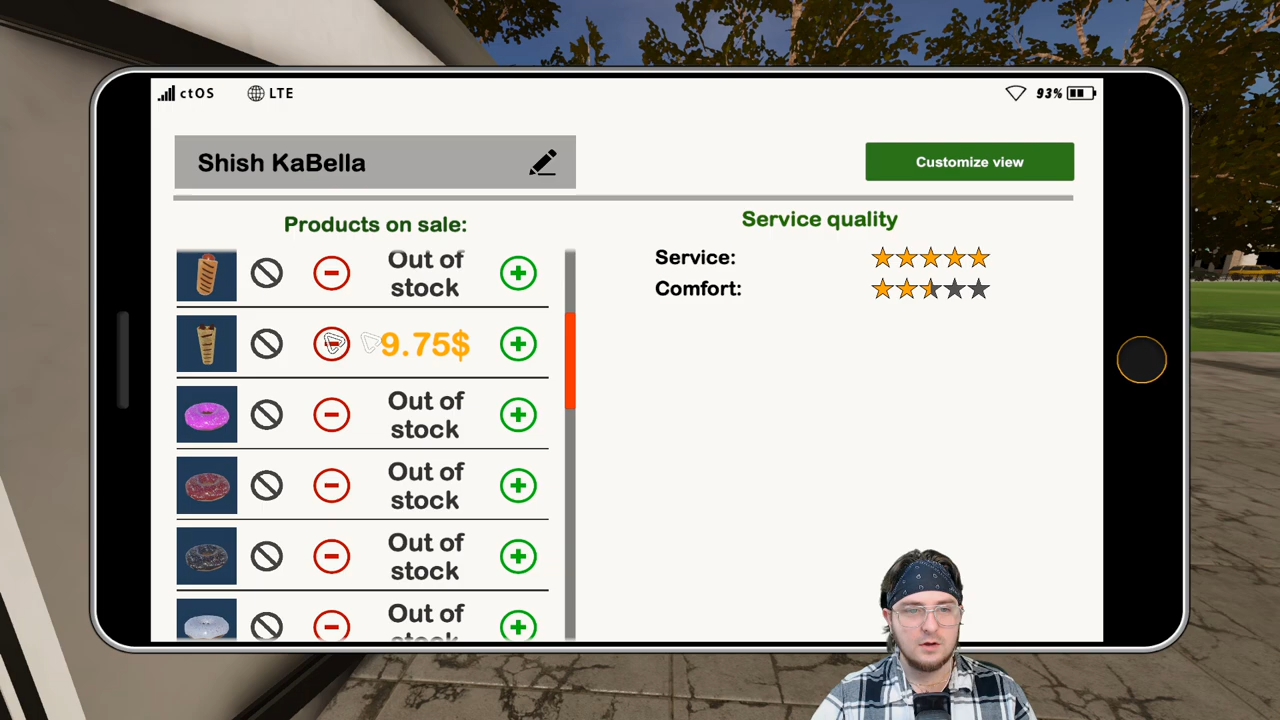 ctOS LTE 93%
Shish KaBella
Customize view
Products on sale:
Out of
stock
9.75$
Out of
stock
Out of
stock
Out of
stock
Out of
stock
Service quality
Service:
Comfort: